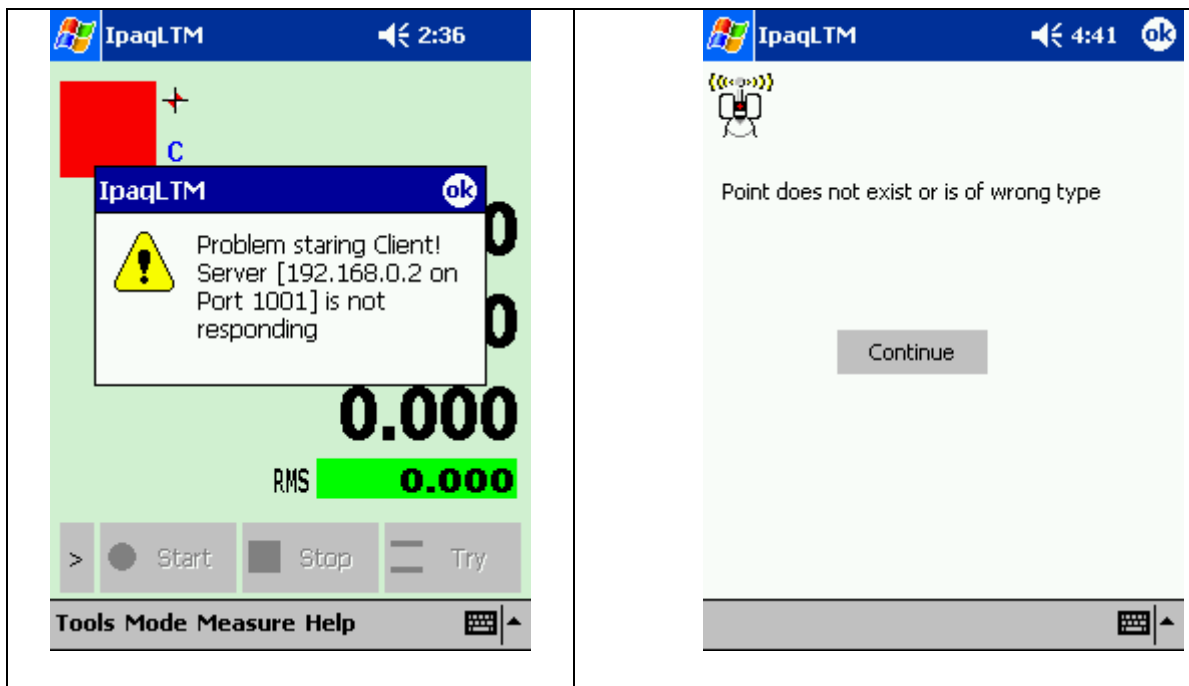 IpaqLTM 2:36
C
IpaqLTM ok
Problem staring Client!
Server [192.168.0.2 on
Port 1001] is not
responding
0
0
0.000
RMS 0.000
> Start Stop Try
Tools Mode Measure Help
IpaqLTM 4:41 ok
Point does not exist or is of wrong type
Continue